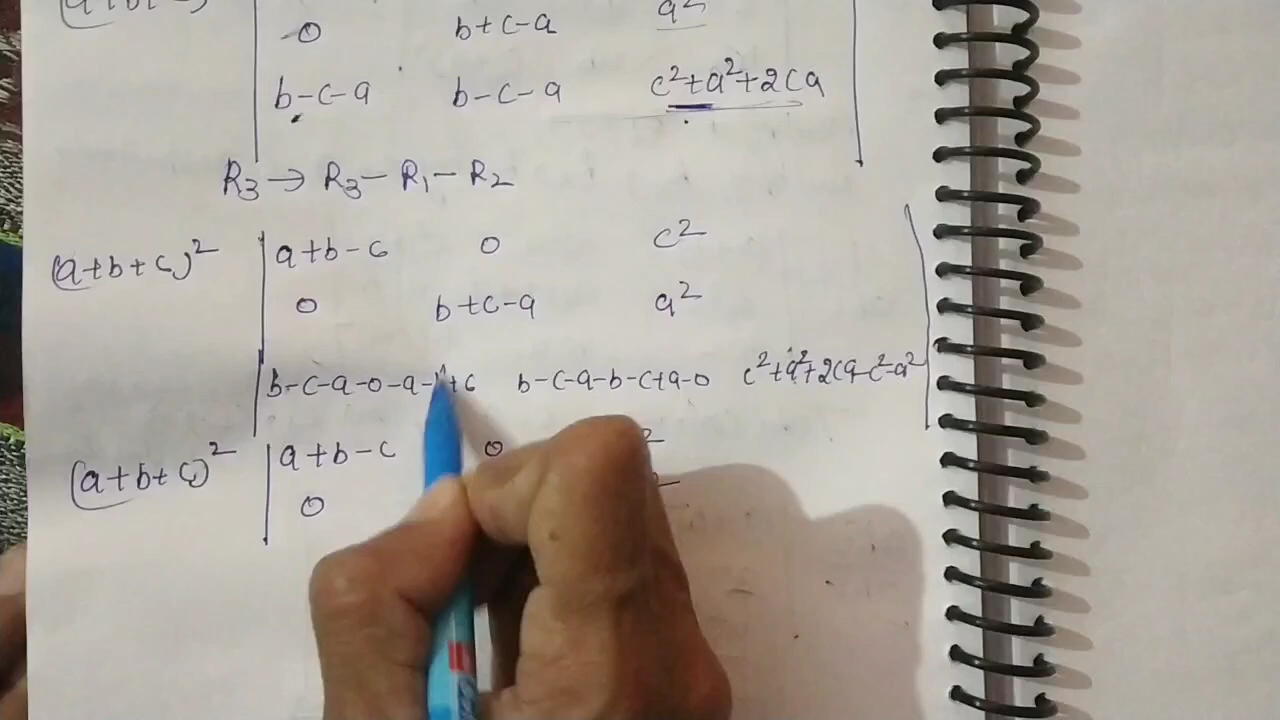 0 b+c-a a²
b-c-a b-c-a c²+a²+2ca
R₃→ R₃- R₁- R₂
(a+b+c)² a+b-c 0 c²
0 b+c-a a²
b-c-a-0-a-b+c b-c-a-b-c+a-0 c²+a²+2ca-c²-a²
(a+b+c)² a+b-c 0
0